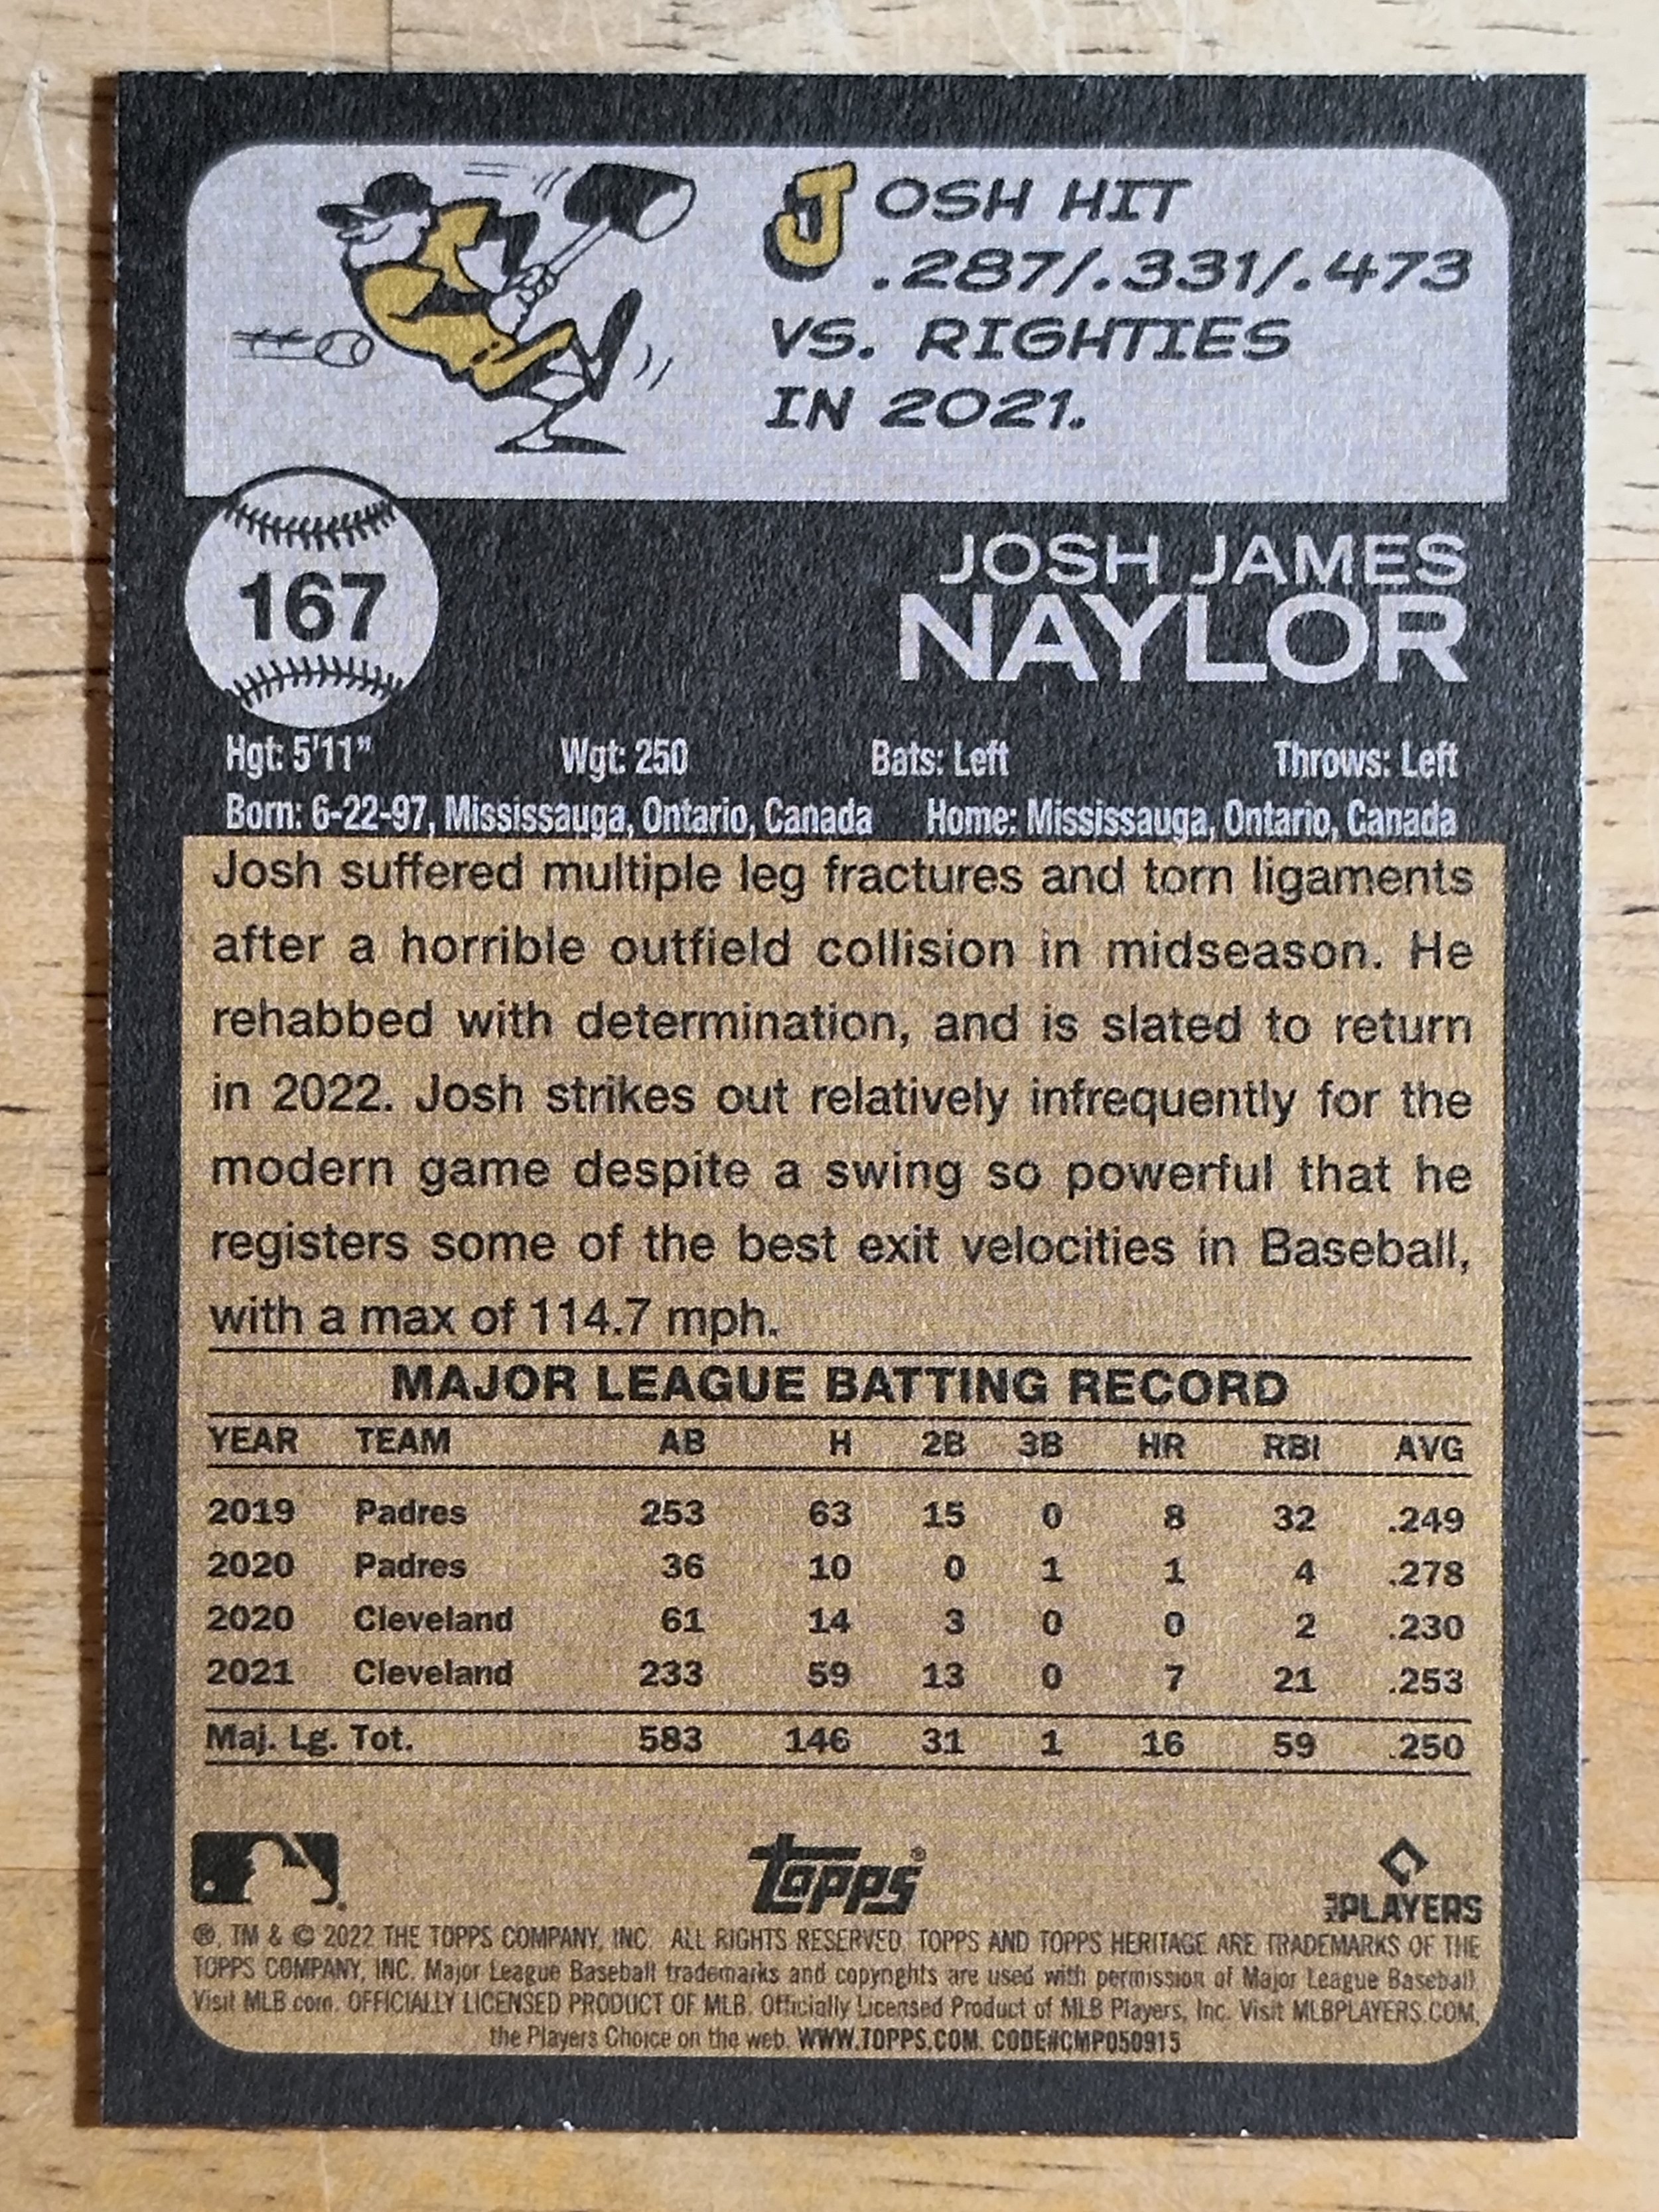 JOSH HIT
.287/.331/.473
VS. RIGHTIES
IN 2021.
167
JOSH JAMES
NAYLOR
Hgt: 5'11" Wgt: 250 Bats: Left Throws: Left
Born: 6-22-97, Mississauga, Ontario, Canada Home: Mississauga, Ontario, Canada
Josh suffered multiple leg fractures and torn ligaments
after a horrible outfield collision in midseason. He
rehabbed with determination, and is slated to return
in 2022. Josh strikes out relatively infrequently for the
modern game despite a swing so powerful that he
registers some of the best exit velocities in Baseball,
with a max of 114.7 mph.
MAJOR LEAGUE BATTING RECORD
YEAR TEAM AB H 2B 3B HR RBI AVG
2019 Padres 253 63 15 0 8 32 .249
2020 Padres 36 10 0 1 1 4 .278
2020 Cleveland 61 14 3 0 0 2 .230
2021 Cleveland 233 59 13 0 7 21 .253
Maj. Lg. Tot. 583 146 31 1 16 59 .250
topps®
PLAYERS
®, TM & © 2022 THE TOPPS COMPANY, INC. ALL RIGHTS RESERVED. TOPPS AND TOPPS HERITAGE ARE TRADEMARKS OF THE
TOPPS COMPANY, INC. Major League Baseball trademarks and copyrights are used with permission of Major League Baseball.
Visit MLB.com. OFFICIALLY LICENSED PRODUCT OF MLB. Officially Licensed Product of MLB Players, Inc. Visit MLBPLAYERS.COM,
the Players Choice on the web. WWW.TOPPS.COM. CODE#CMP050915